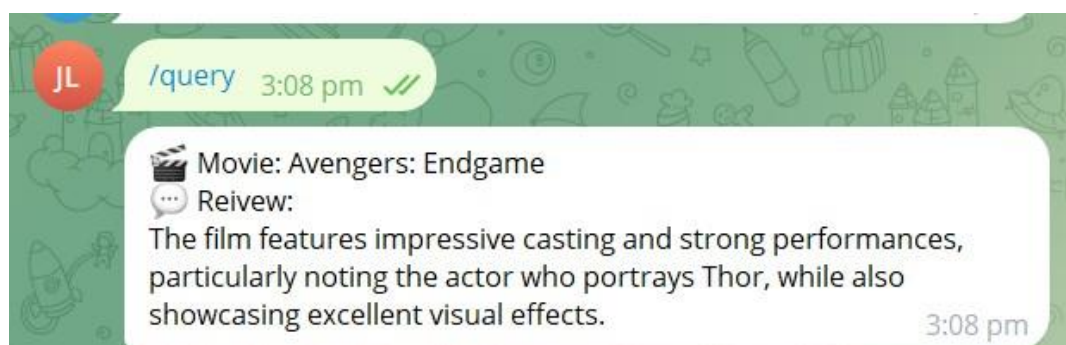 JL
/query 3:08 pm
🎬 Movie: Avengers: Endgame
💬 Reivew:
The film features impressive casting and strong performances,
particularly noting the actor who portrays Thor, while also
showcasing excellent visual effects.
3:08 pm